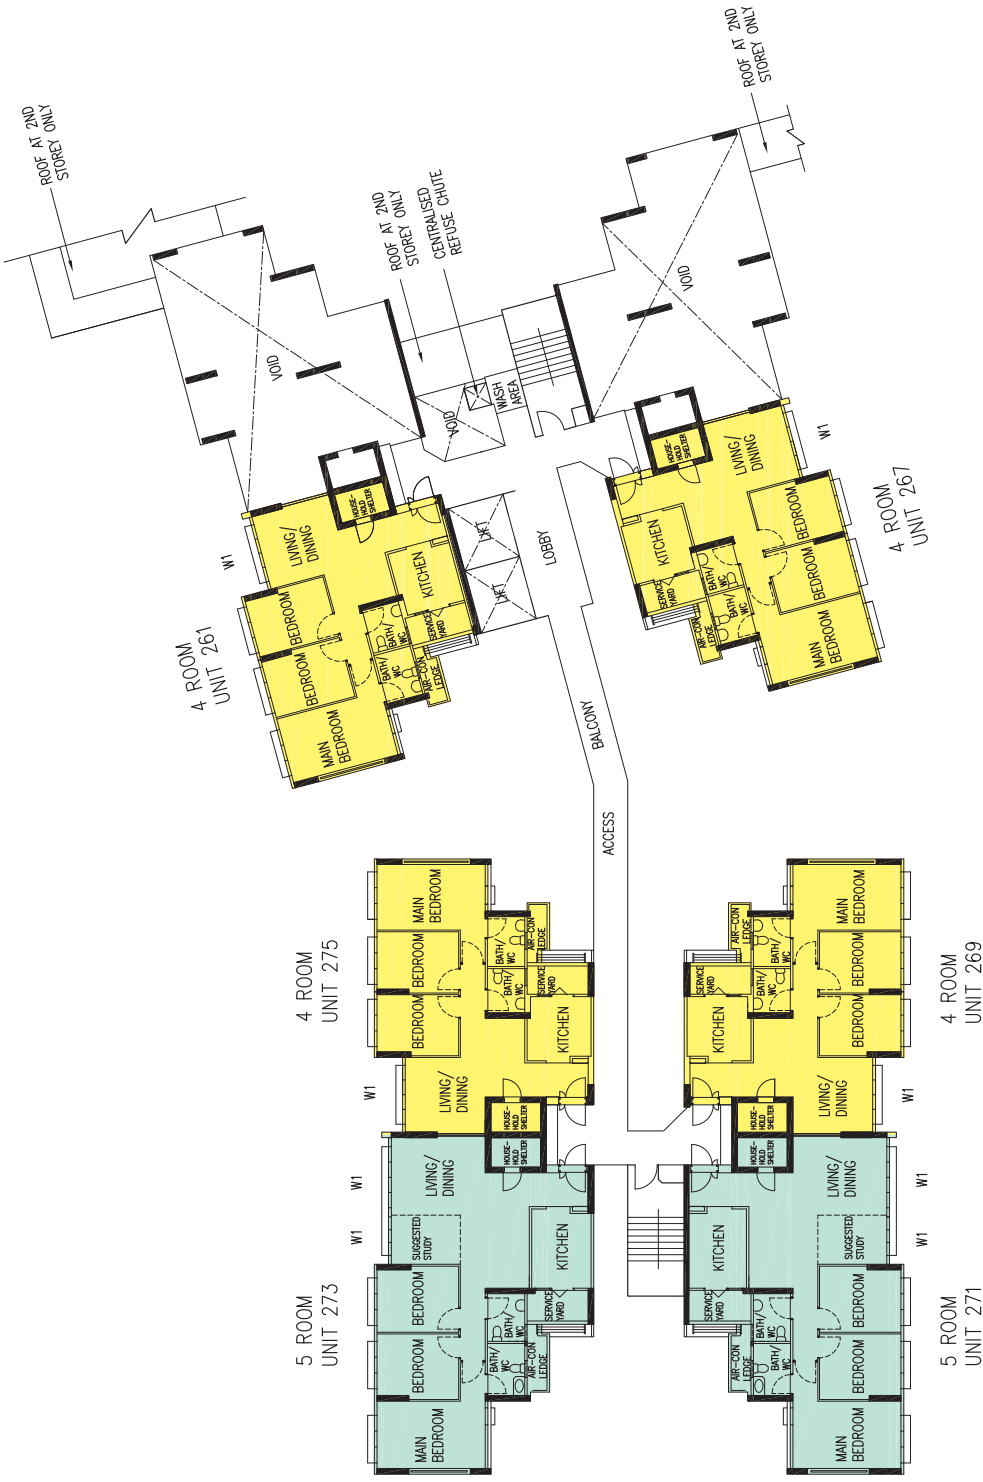 ROOF AT 2ND
STOREY ONLY
ROOF AT 2ND
STOREY ONLY
ROOF AT 2ND
STOREY ONLY
CENTRALISED
REFUSE CHUTE
VOID
VOID
VOID
WASH
AREA
LIFT
LIFT
LOBBY
BALCONY
ACCESS
4 ROOM
UNIT 261
W1
LIVING/
DINING
HOUSE-
HOLD
SHELTER
KITCHEN
SERVICE
YARD
BATH/
WC
BATH/
WC
AIR-CON
LEDGE
BEDROOM
BEDROOM
MAIN
BEDROOM
4 ROOM
UNIT 267
W1
LIVING/
DINING
HOUSE-
HOLD
SHELTER
KITCHEN
SERVICE
YARD
BATH/
WC
BATH/
WC
AIR-CON
LEDGE
BEDROOM
BEDROOM
MAIN
BEDROOM
4 ROOM
UNIT 275
W1
MAIN
BEDROOM
BEDROOM
BEDROOM
BATH/
WC
BATH/
WC
AIR-CON
LEDGE
SERVICE
YARD
KITCHEN
LIVING/
DINING
HOUSE-
HOLD
SHELTER
4 ROOM
UNIT 269
W1
MAIN
BEDROOM
BEDROOM
BEDROOM
BATH/
WC
BATH/
WC
AIR-CON
LEDGE
SERVICE
YARD
KITCHEN
LIVING/
DINING
HOUSE-
HOLD
SHELTER
5 ROOM
UNIT 273
W1
W1
HOUSE-
HOLD
SHELTER
LIVING/
DINING
SUGGESTED
STUDY
KITCHEN
SERVICE
YARD
BATH/
WC
BATH/
WC
AIR-CON
LEDGE
BEDROOM
BEDROOM
MAIN
BEDROOM
5 ROOM
UNIT 271
W1
W1
HOUSE-
HOLD
SHELTER
LIVING/
DINING
SUGGESTED
STUDY
KITCHEN
SERVICE
YARD
BATH/
WC
BATH/
WC
AIR-CON
LEDGE
BEDROOM
BEDROOM
MAIN
BEDROOM